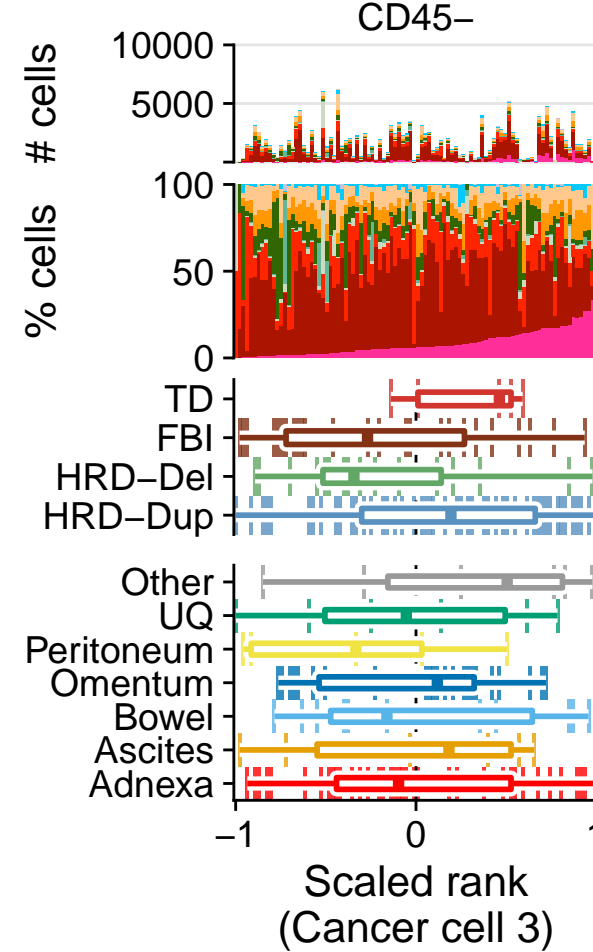 CD45−
# cells
10000
5000
% cells
100
50
0
TD
FBI
HRD−Del
HRD−Dup
Other
UQ
Peritoneum
Omentum
Bowel
Ascites
Adnexa
−1 0 1
Scaled rank
(Cancer cell 3)